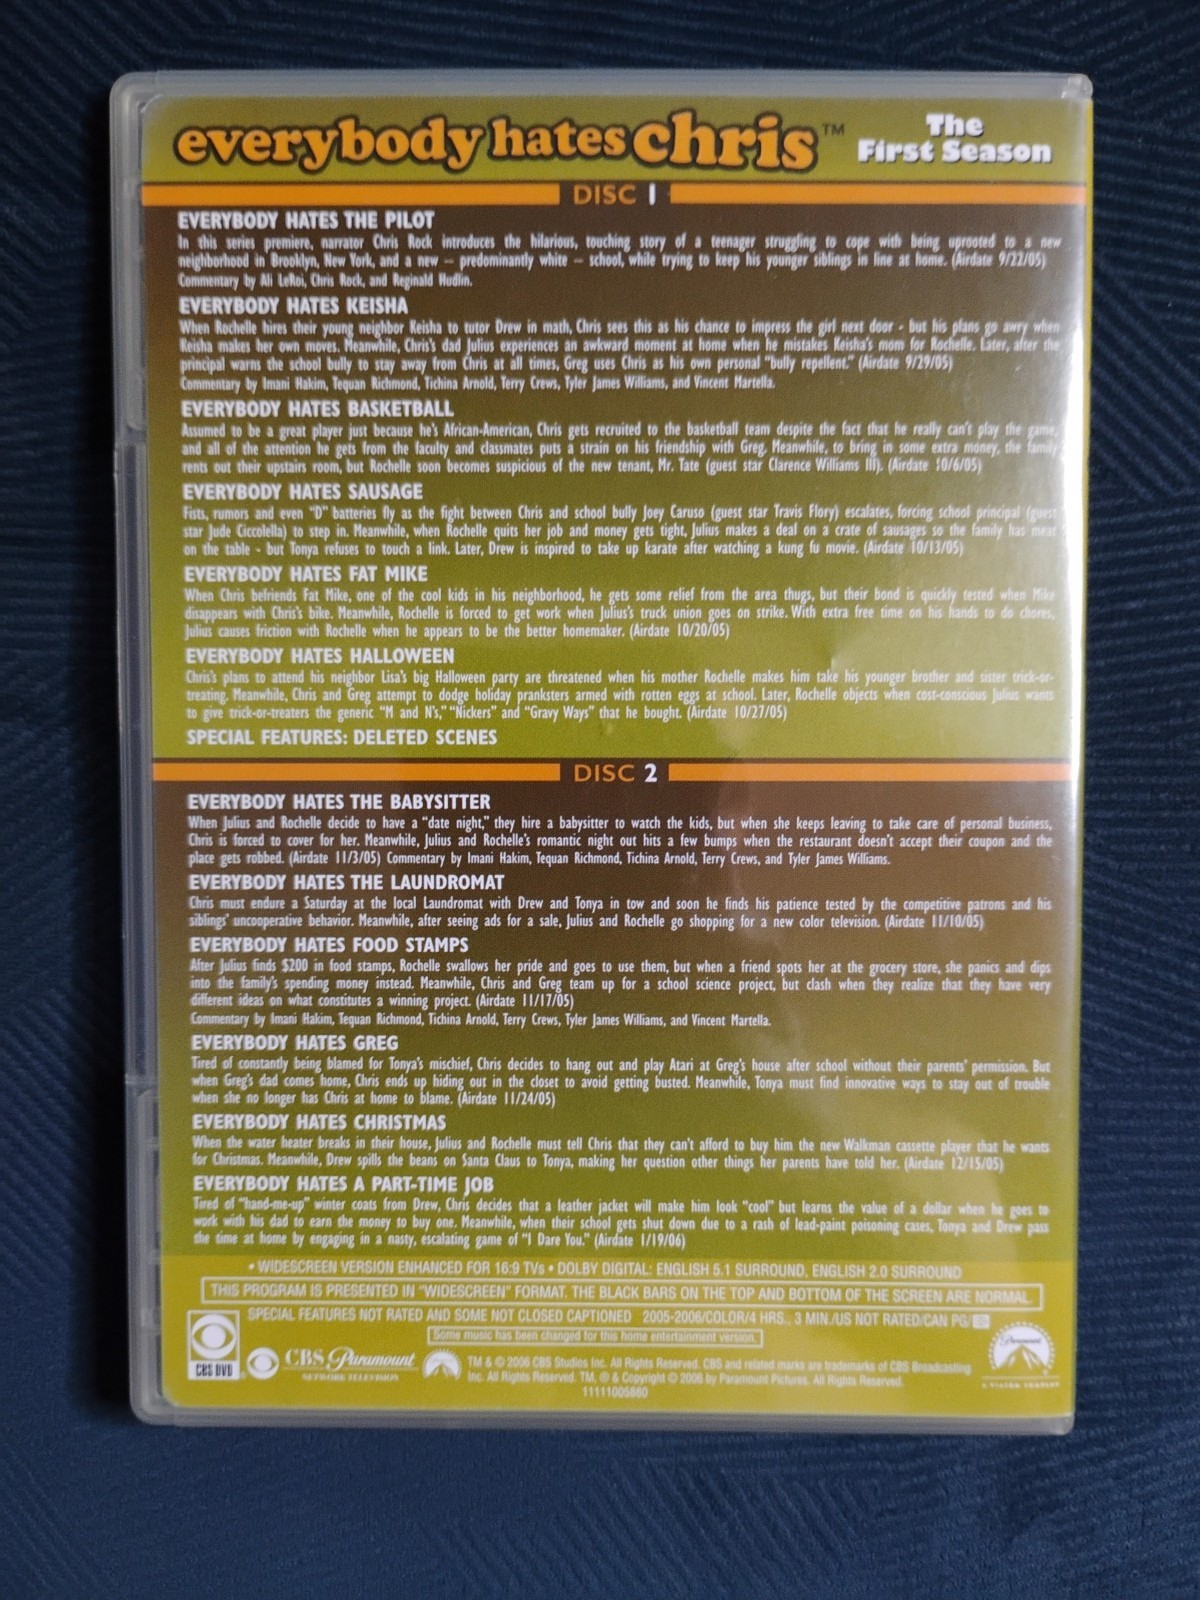 everybody hates chris™
The
First Season
DISC 1
EVERYBODY HATES THE PILOT
In this series premiere, narrator Chris Rock introduces the hilarious, touching story of a teenager struggling to cope with being uprooted to a new
neighborhood in Brooklyn, New York, and a new – predominantly white – school, while trying to keep his younger siblings in line at home. (Airdate 9/22/05)
Commentary by Ali LeRoi, Chris Rock, and Reginald Hudlin.
EVERYBODY HATES KEISHA
When Rochelle hires their young neighbor Keisha to tutor Drew in math, Chris sees this as his chance to impress the girl next door - but his plans go awry when
Keisha makes her own moves. Meanwhile, Chris's dad Julius experiences an awkward moment at home when he mistakes Keisha's mom for Rochelle. Later, after the
principal warns the school bully to stay away from Chris at all times, Greg uses Chris as his own personal "bully repellent." (Airdate 9/29/05)
Commentary by Imani Hakim, Tequan Richmond, Tichina Arnold, Terry Crews, Tyler James Williams, and Vincent Martella.
EVERYBODY HATES BASKETBALL
Assumed to be a great player just because he's African-American, Chris gets recruited to the basketball team despite the fact that he really can't play the game,
and all of the attention he gets from the faculty and classmates puts a strain on his friendship with Greg. Meanwhile, to bring in some extra money, the family
rents out their upstairs room, but Rochelle soon becomes suspicious of the new tenant, Mr. Tate (guest star Clarence Williams III). (Airdate 10/6/05)
EVERYBODY HATES SAUSAGE
Fists, rumors and even "D" batteries fly as the fight between Chris and school bully Joey Caruso (guest star Travis Flory) escalates, forcing school principal (guest
star Jude Ciccolella) to step in. Meanwhile, when Rochelle quits her job and money gets tight, Julius makes a deal on a crate of sausages so the family has meat
on the table - but Tonya refuses to touch a link. Later, Drew is inspired to take up karate after watching a kung fu movie. (Airdate 10/13/05)
EVERYBODY HATES FAT MIKE
When Chris befriends Fat Mike, one of the cool kids in his neighborhood, he gets some relief from the area thugs, but their bond is quickly tested when Mike
disappears with Chris's bike. Meanwhile, Rochelle is forced to get work when Julius's truck union goes on strike. With extra free time on his hands to do chores,
Julius causes friction with Rochelle when he appears to be the better homemaker. (Airdate 10/20/05)
EVERYBODY HATES HALLOWEEN
Chris's plans to attend his neighbor Lisa's big Halloween party are threatened when his mother Rochelle makes him take his younger brother and sister trick-or-
treating. Meanwhile, Chris and Greg attempt to dodge holiday pranksters armed with rotten eggs at school. Later, Rochelle objects when cost-conscious Julius wants
to give trick-or-treaters the generic "M and N's," "Nickers" and "Gravy Ways" that he bought. (Airdate 10/27/05)
SPECIAL FEATURES: DELETED SCENES
DISC 2
EVERYBODY HATES THE BABYSITTER
When Julius and Rochelle decide to have a "date night," they hire a babysitter to watch the kids, but when she keeps leaving to take care of personal business,
Chris is forced to cover for her. Meanwhile, Julius and Rochelle's romantic night out hits a few bumps when the restaurant doesn't accept their coupon and the
place gets robbed. (Airdate 11/3/05) Commentary by Imani Hakim, Tequan Richmond, Tichina Arnold, Terry Crews, and Tyler James Williams.
EVERYBODY HATES THE LAUNDROMAT
Chris must endure a Saturday at the local Laundromat with Drew and Tonya in tow and soon he finds his patience tested by the competitive patrons and his
siblings' uncooperative behavior. Meanwhile, after seeing ads for a sale, Julius and Rochelle go shopping for a new color television. (Airdate 11/10/05)
EVERYBODY HATES FOOD STAMPS
After Julius finds $200 in food stamps, Rochelle swallows her pride and goes to use them, but when a friend spots her at the grocery store, she panics and dips
into the family's spending money instead. Meanwhile, Chris and Greg team up for a school science project, but clash when they realize that they have very
different ideas on what constitutes a winning project. (Airdate 11/17/05)
Commentary by Imani Hakim, Tequan Richmond, Tichina Arnold, Terry Crews, Tyler James Williams, and Vincent Martella.
EVERYBODY HATES GREG
Tired of constantly being blamed for Tonya's mischief, Chris decides to hang out and play Atari at Greg's house after school without their parents' permission. But
when Greg's dad comes home, Chris ends up hiding out in the closet to avoid getting busted. Meanwhile, Tonya must find innovative ways to stay out of trouble
when she no longer has Chris at home to blame. (Airdate 11/24/05)
EVERYBODY HATES CHRISTMAS
When the water heater breaks in their house, Julius and Rochelle must tell Chris that they can't afford to buy him the new Walkman cassette player that he wants
for Christmas. Meanwhile, Drew spills the beans on Santa Claus to Tonya, making her question other things her parents have told her. (Airdate 12/15/05)
EVERYBODY HATES A PART-TIME JOB
Tired of "hand-me-up" winter coats from Drew, Chris decides that a leather jacket will make him look "cool" but learns the value of a dollar when he goes to
work with his dad to earn the money to buy one. Meanwhile, when their school gets shut down due to a rash of lead-paint poisoning cases, Tonya and Drew pass
the time at home by engaging in a nasty, escalating game of "I Dare You." (Airdate 1/19/06)
• WIDESCREEN VERSION ENHANCED FOR 16:9 TVs • DOLBY DIGITAL: ENGLISH 5.1 SURROUND, ENGLISH 2.0 SURROUND
THIS PROGRAM IS PRESENTED IN "WIDESCREEN" FORMAT. THE BLACK BARS ON THE TOP AND BOTTOM OF THE SCREEN ARE NORMAL.
SPECIAL FEATURES NOT RATED AND SOME NOT CLOSED CAPTIONED 2005-2006/COLOR/4 HRS., 3 MIN./US NOT RATED/CAN PG/
Some music has been changed for this home entertainment version.
CBS DVD
CBS Paramount
NETWORK TELEVISION
TM & © 2006 CBS Studios Inc. All Rights Reserved. CBS and related marks are trademarks of CBS Broadcasting
Inc. All Rights Reserved. TM, ® & Copyright © 2006 by Paramount Pictures. All Rights Reserved.
11111005860
Paramount
A VIACOM COMPANY